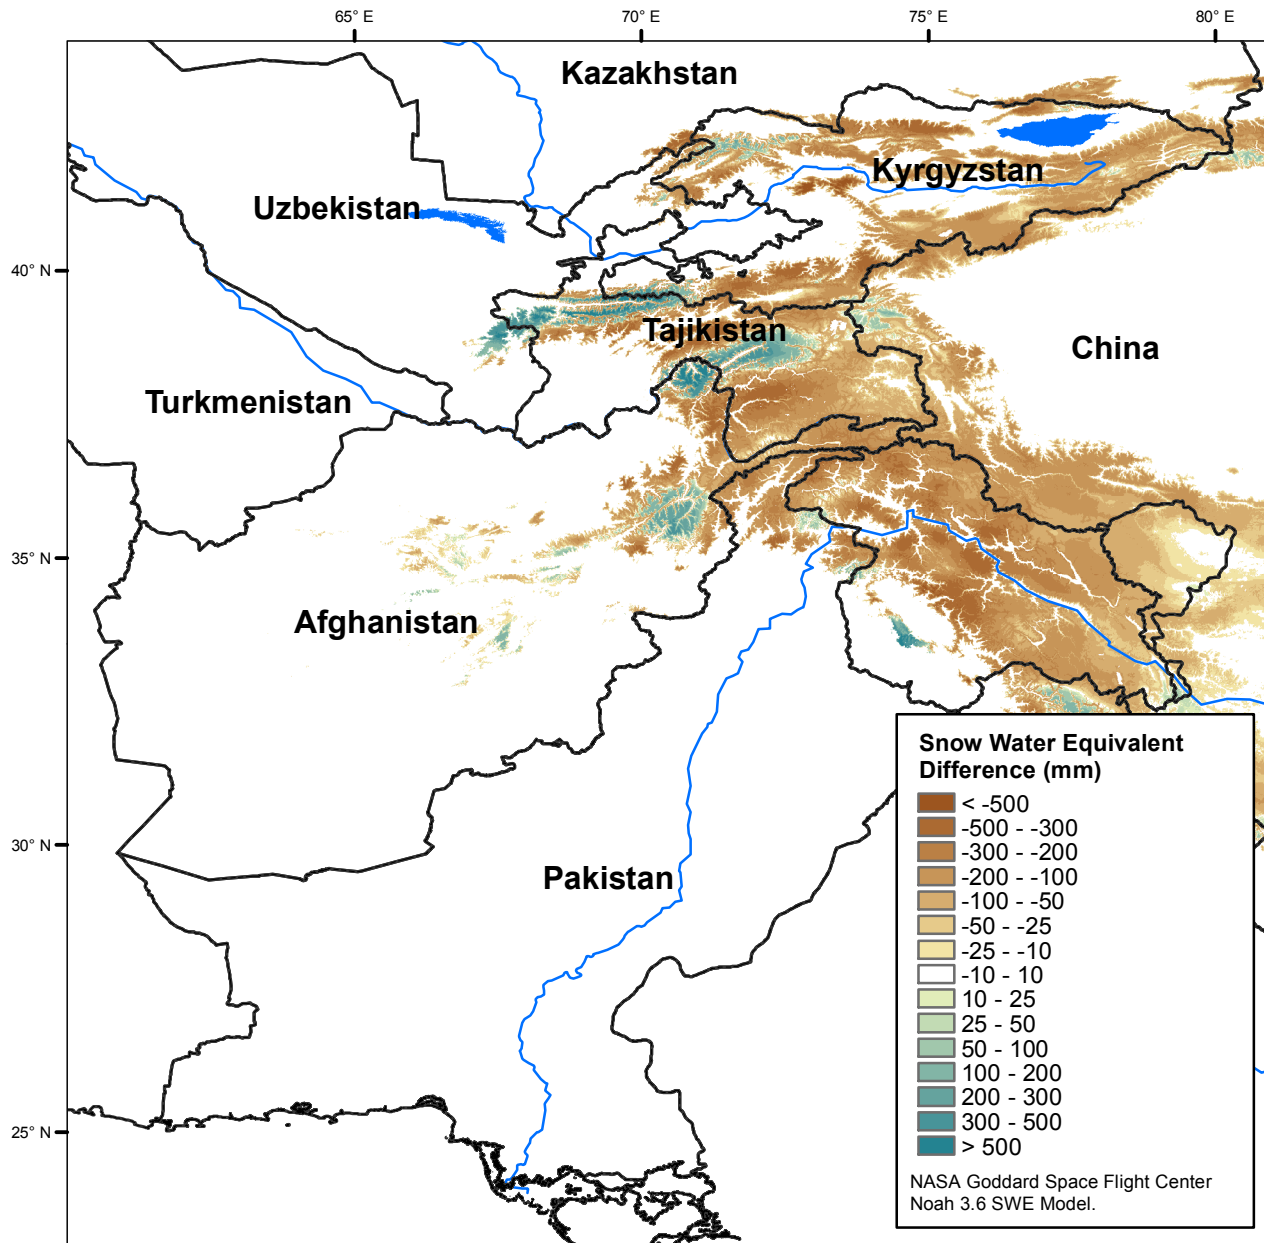 65° E
70° E
75° E
80° E
Kazakhstan
Kyrgyzstan
Uzbekistan
40° N
Tajikistan
China
Turkmenistan
35° N
Afghanistan
30° N
Pakistan
25° N
Snow Water Equivalent
Difference (mm)
< -500
-500 - -300
-300 - -200
-200 - -100
-100 - -50
-50 - -25
-25 - -10
-10 - 10
10 - 25
25 - 50
50 - 100
100 - 200
200 - 300
300 - 500
> 500
NASA Goddard Space Flight Center
Noah 3.6 SWE Model.